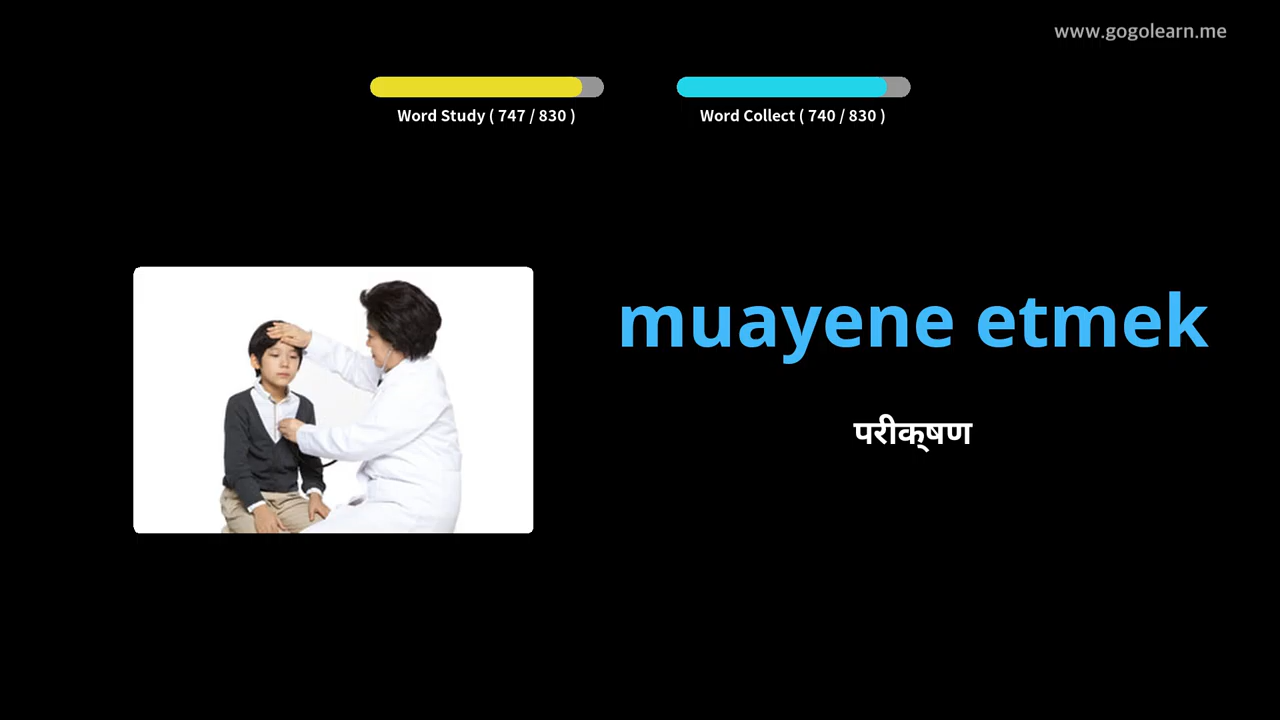 www.gogolearn.me
Word Study ( 747 / 830 )
Word Collect ( 740 / 830 )
muayene etmek
परीक्षण